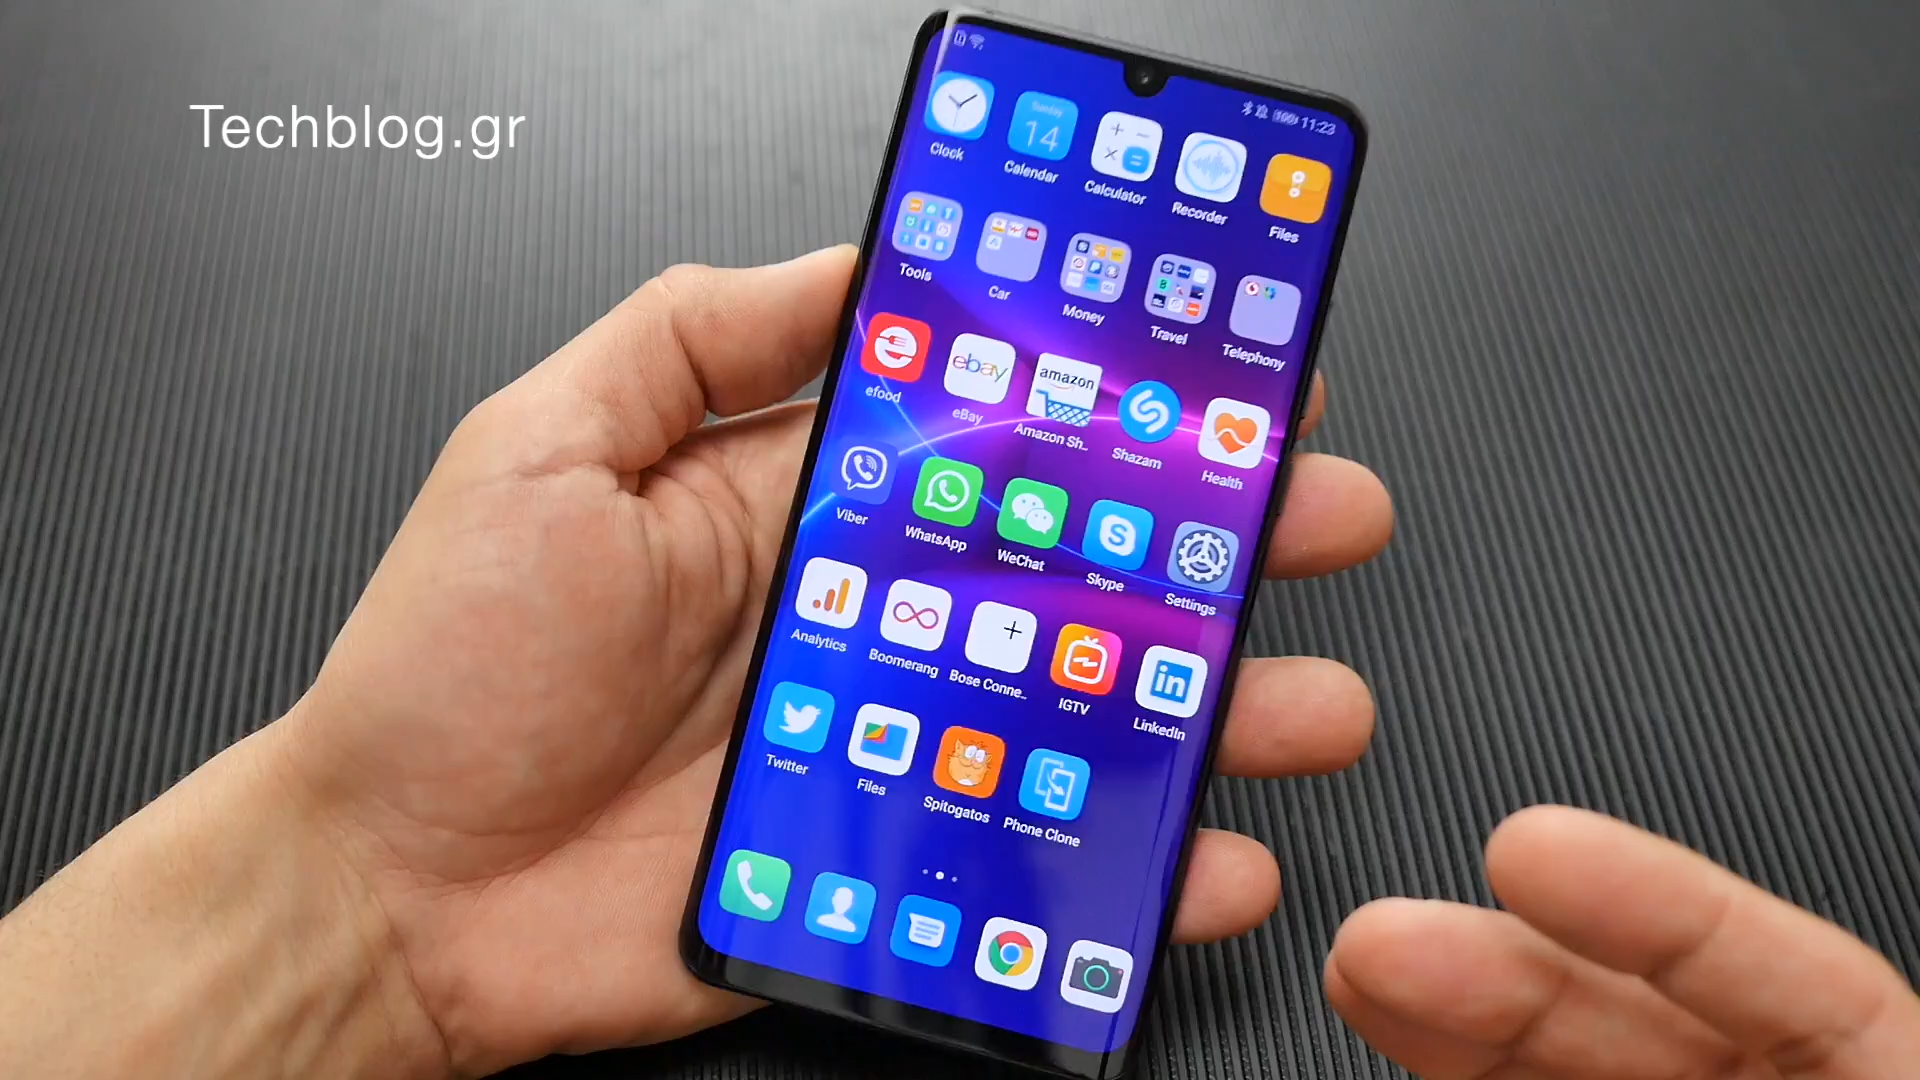 Techblog.gr
100 11:23
Sunday
14
Clock
Calendar
Calculator
Recorder
Files
Tools
Car
Money
Travel
Telephony
ebay
amazon
efood
eBay
Amazon Sh...
Shazam
Health
S
Viber
WhatsApp
WeChat
Skype
Settings
in
Analytics
Boomerang
Bose Conne...
IGTV
LinkedIn
Twitter
Files
Spitogatos
Phone Clone